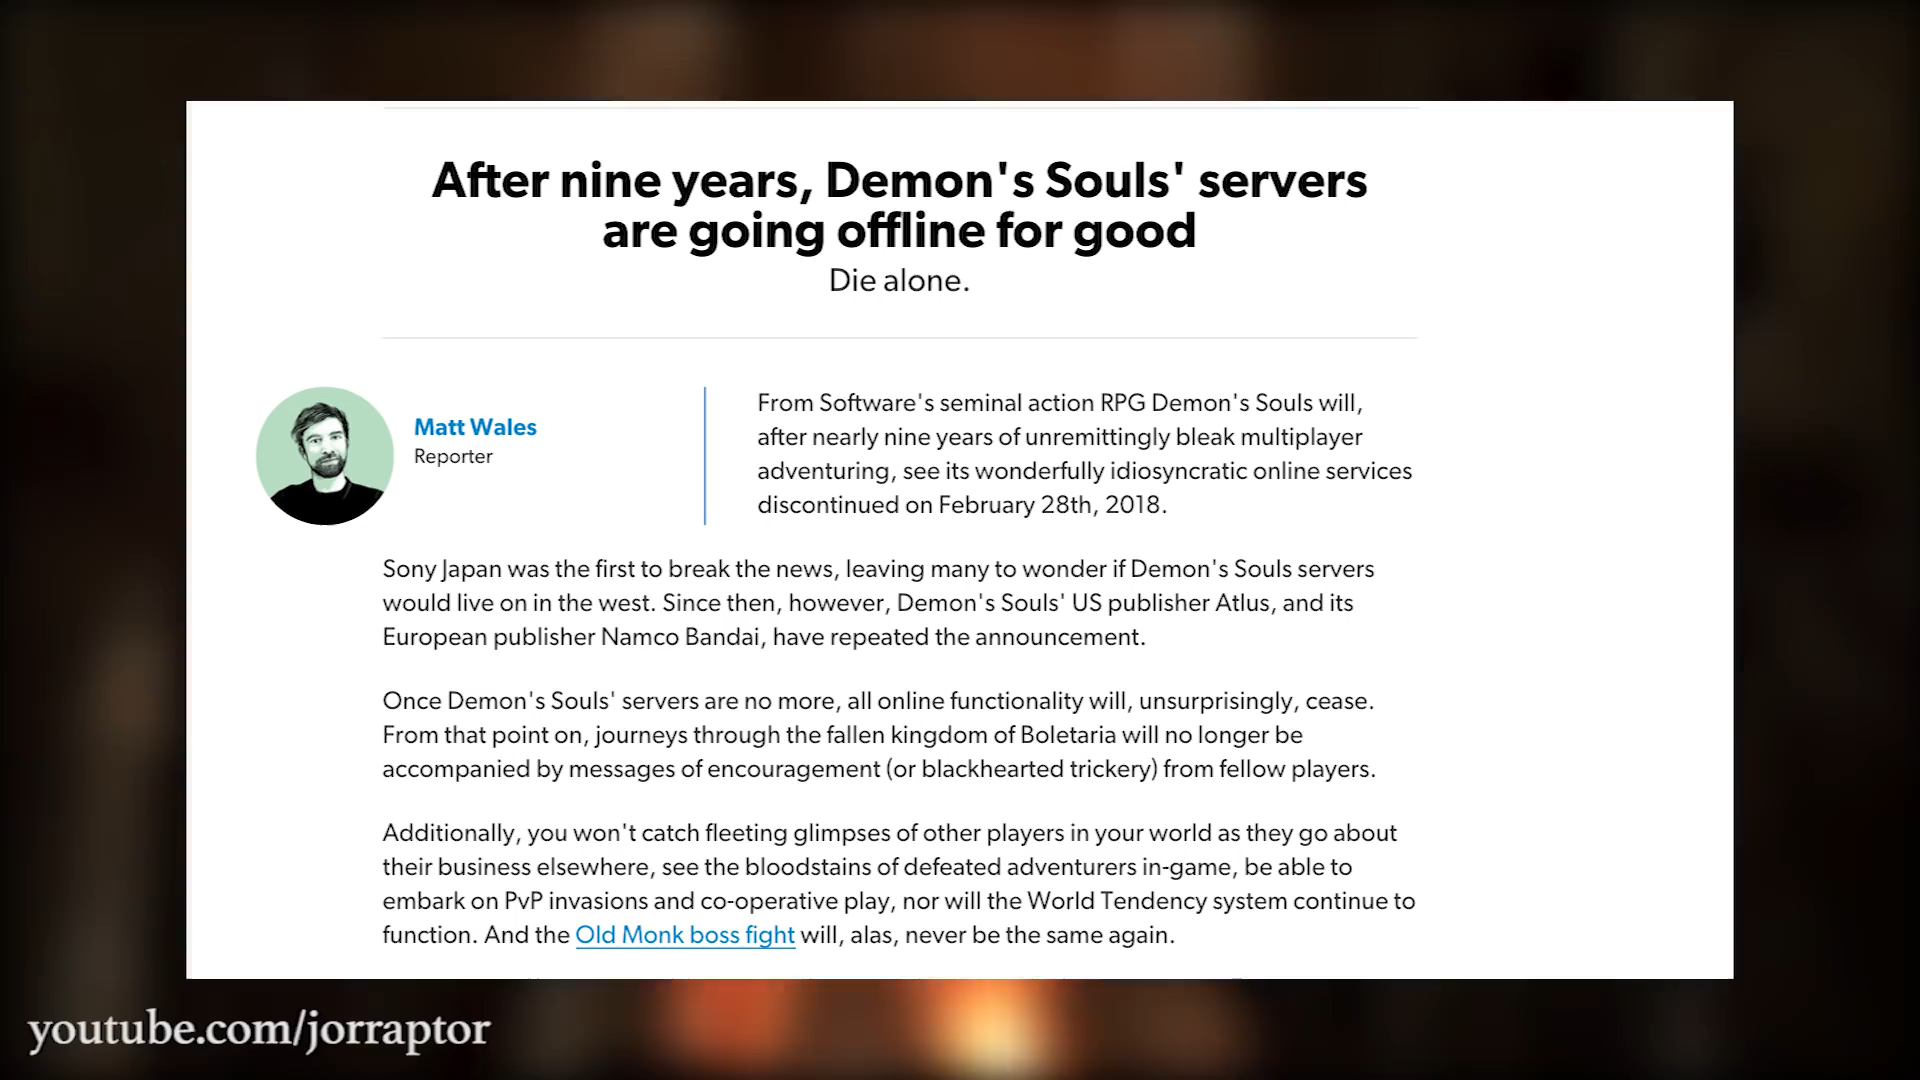 After nine years, Demon's Souls' servers
are going offline for good
Die alone.
Matt Wales
Reporter
From Software's seminal action RPG Demon's Souls will,
after nearly nine years of unremittingly bleak multiplayer
adventuring, see its wonderfully idiosyncratic online services
discontinued on February 28th, 2018.
Sony Japan was the first to break the news, leaving many to wonder if Demon's Souls servers
would live on in the west. Since then, however, Demon's Souls' US publisher Atlus, and its
European publisher Namco Bandai, have repeated the announcement.
Once Demon's Souls' servers are no more, all online functionality will, unsurprisingly, cease.
From that point on, journeys through the fallen kingdom of Boletaria will no longer be
accompanied by messages of encouragement (or blackhearted trickery) from fellow players.
Additionally, you won't catch fleeting glimpses of other players in your world as they go about
their business elsewhere, see the bloodstains of defeated adventurers in-game, be able to
embark on PvP invasions and co-operative play, nor will the World Tendency system continue to
function. And the Old Monk boss fight will, alas, never be the same again.
youtube.com/jorraptor